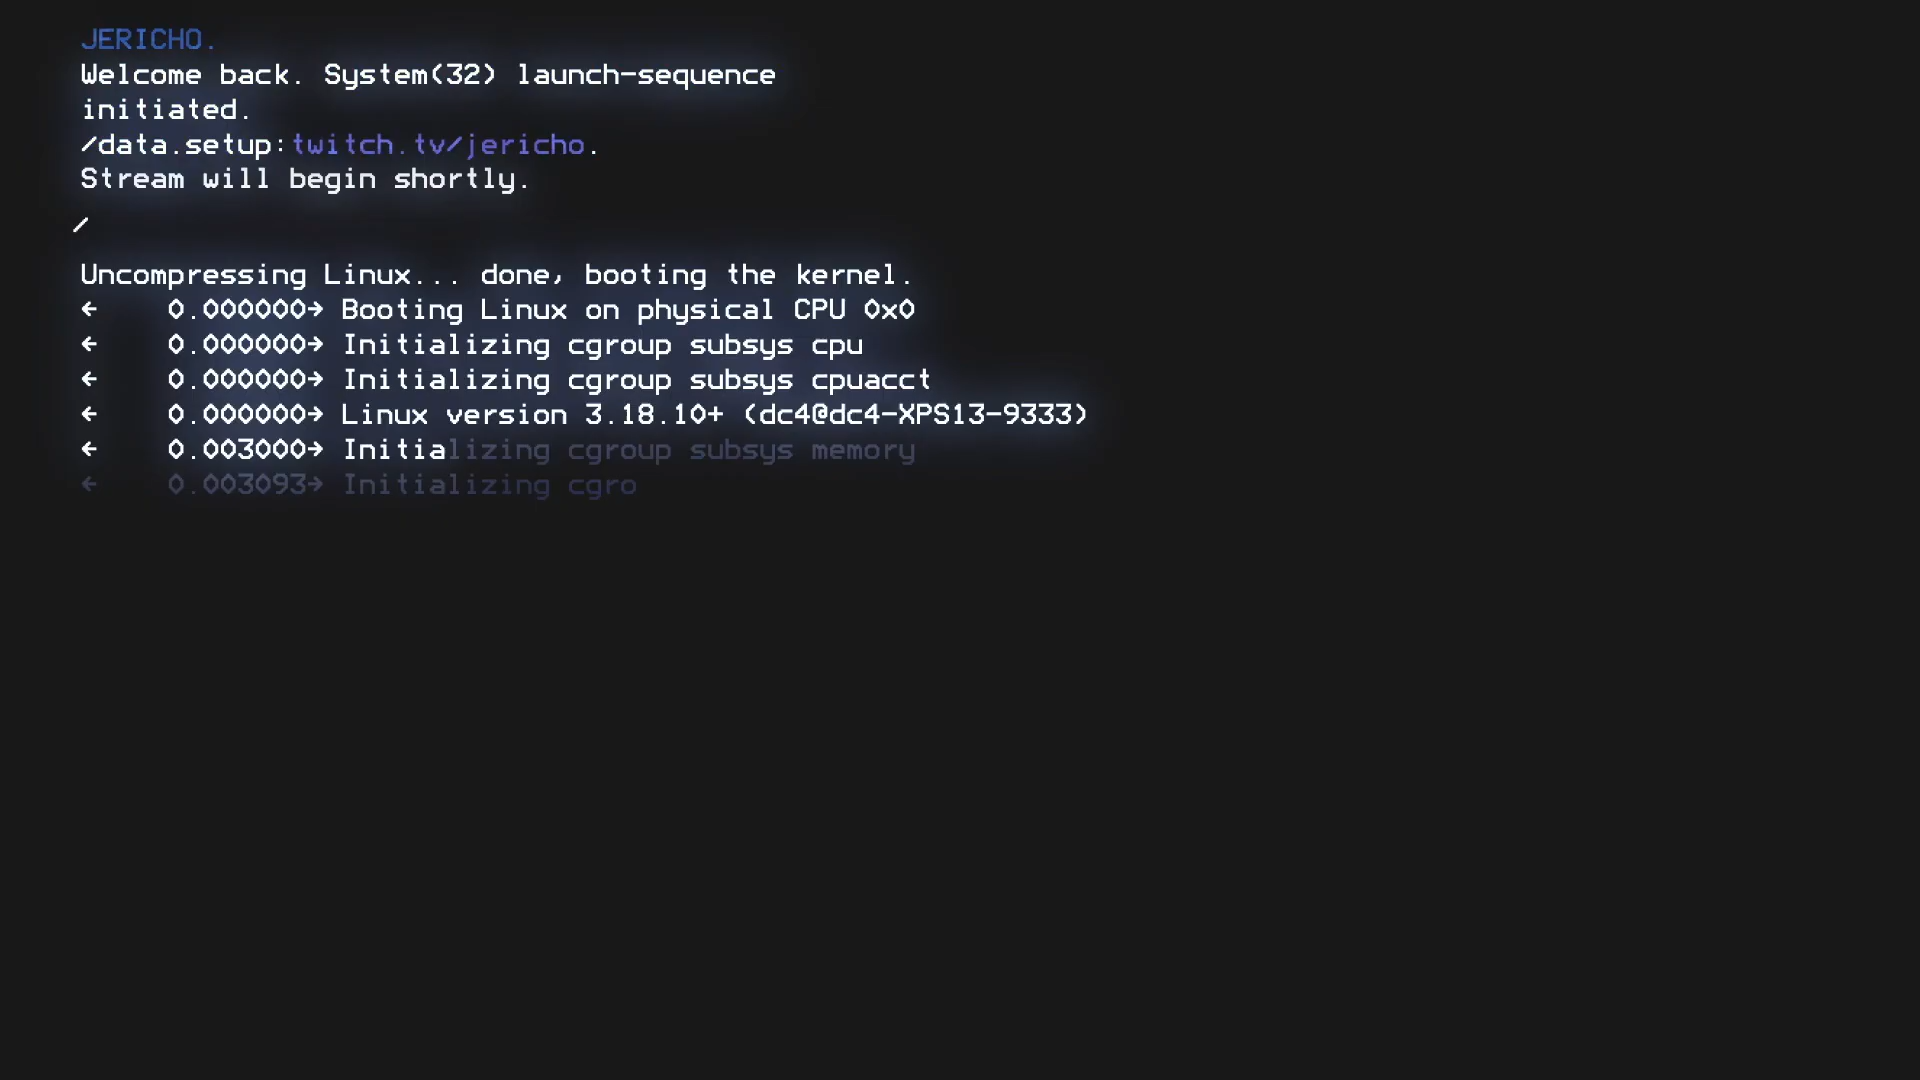 JERICHO.
Welcome back. System(32) launch-sequence
initiated.
/data.setup:twitch.tv/jericho.
Stream will begin shortly.
/
Uncompressing Linux... done, booting the kernel.
← 0.000000→ Booting Linux on physical CPU 0x0
← 0.000000→ Initializing cgroup subsys cpu
← 0.000000→ Initializing cgroup subsys cpuacct
← 0.000000→ Linux version 3.18.10+ (dc4@dc4-XPS13-9333)
← 0.003000→ Initializing cgroup subsys memory
← 0.003093→ Initializing cgro